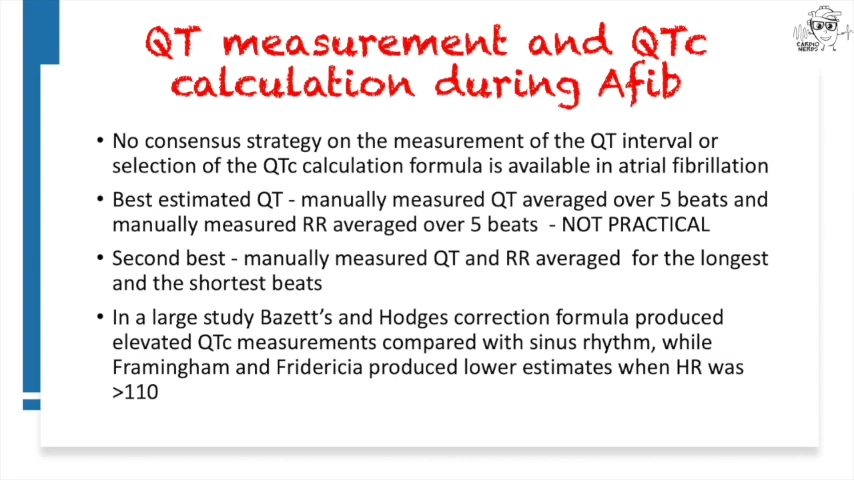 QT measurement and QTc
calculation during Afib
CARDIO
NERDS
• No consensus strategy on the measurement of the QT interval or
selection of the QTc calculation formula is available in atrial fibrillation
• Best estimated QT - manually measured QT averaged over 5 beats and
manually measured RR averaged over 5 beats - NOT PRACTICAL
• Second best - manually measured QT and RR averaged for the longest
and the shortest beats
• In a large study Bazett's and Hodges correction formula produced
elevated QTc measurements compared with sinus rhythm, while
Framingham and Fridericia produced lower estimates when HR was
>110